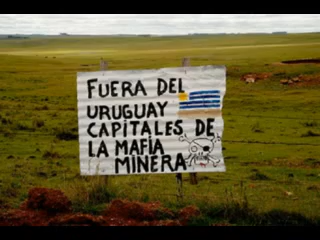 FUERA DEL
URUGUAY
CAPITALES DE
LA MAFIA
MINERA